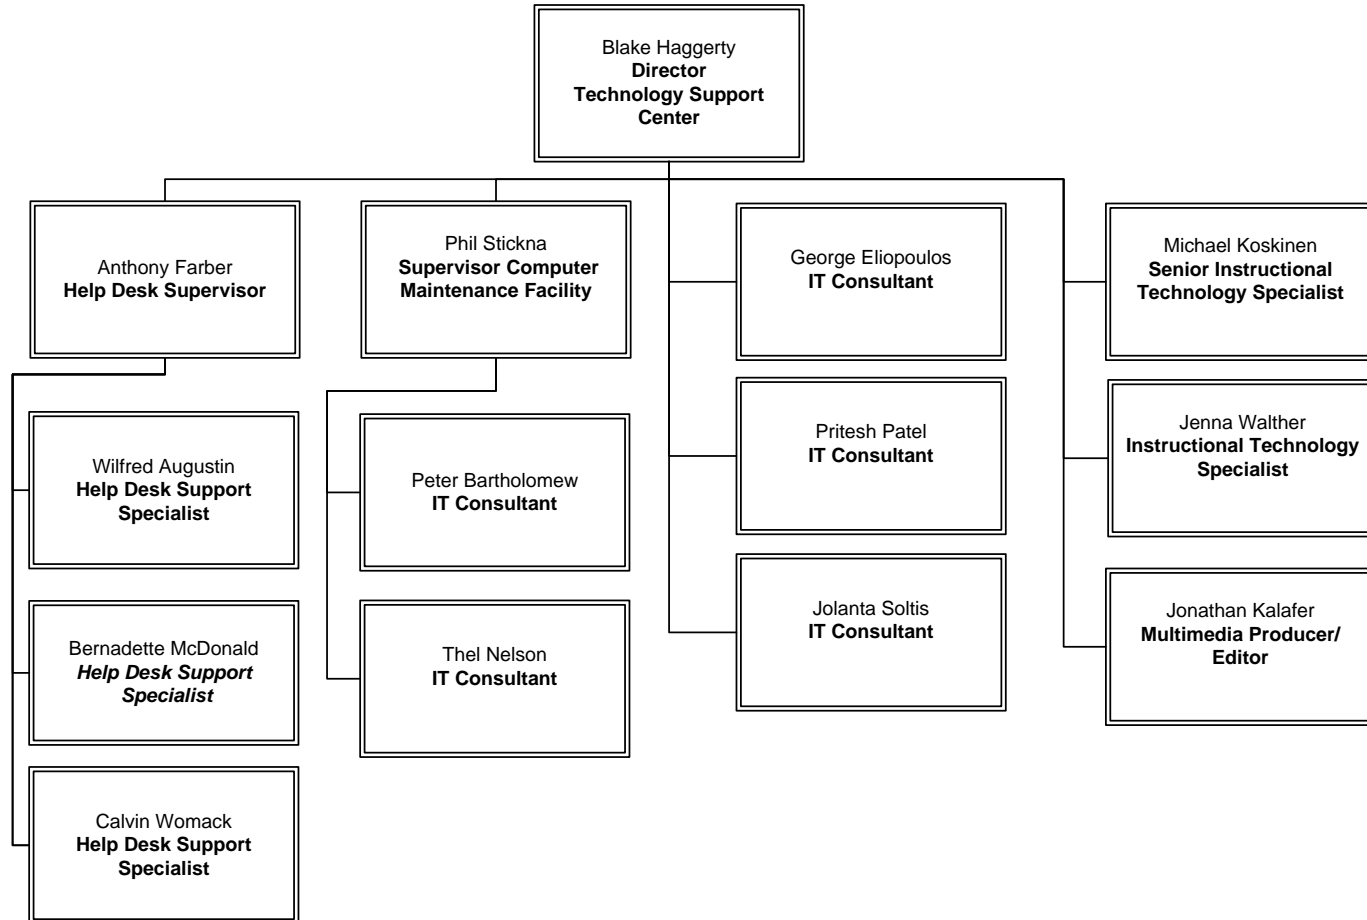 Blake Haggerty
Director
Technology Support
Center
Anthony Farber
Help Desk Supervisor
Phil Stickna
Supervisor Computer
Maintenance Facility
George Eliopoulos
IT Consultant
Michael Koskinen
Senior Instructional
Technology Specialist
Wilfred Augustin
Help Desk Support
Specialist
Peter Bartholomew
IT Consultant
Pritesh Patel
IT Consultant
Jenna Walther
Instructional Technology
Specialist
Bernadette McDonald
Help Desk Support
Specialist
Thel Nelson
IT Consultant
Jolanta Soltis
IT Consultant
Jonathan Kalafer
Multimedia Producer/
Editor
Calvin Womack
Help Desk Support
Specialist